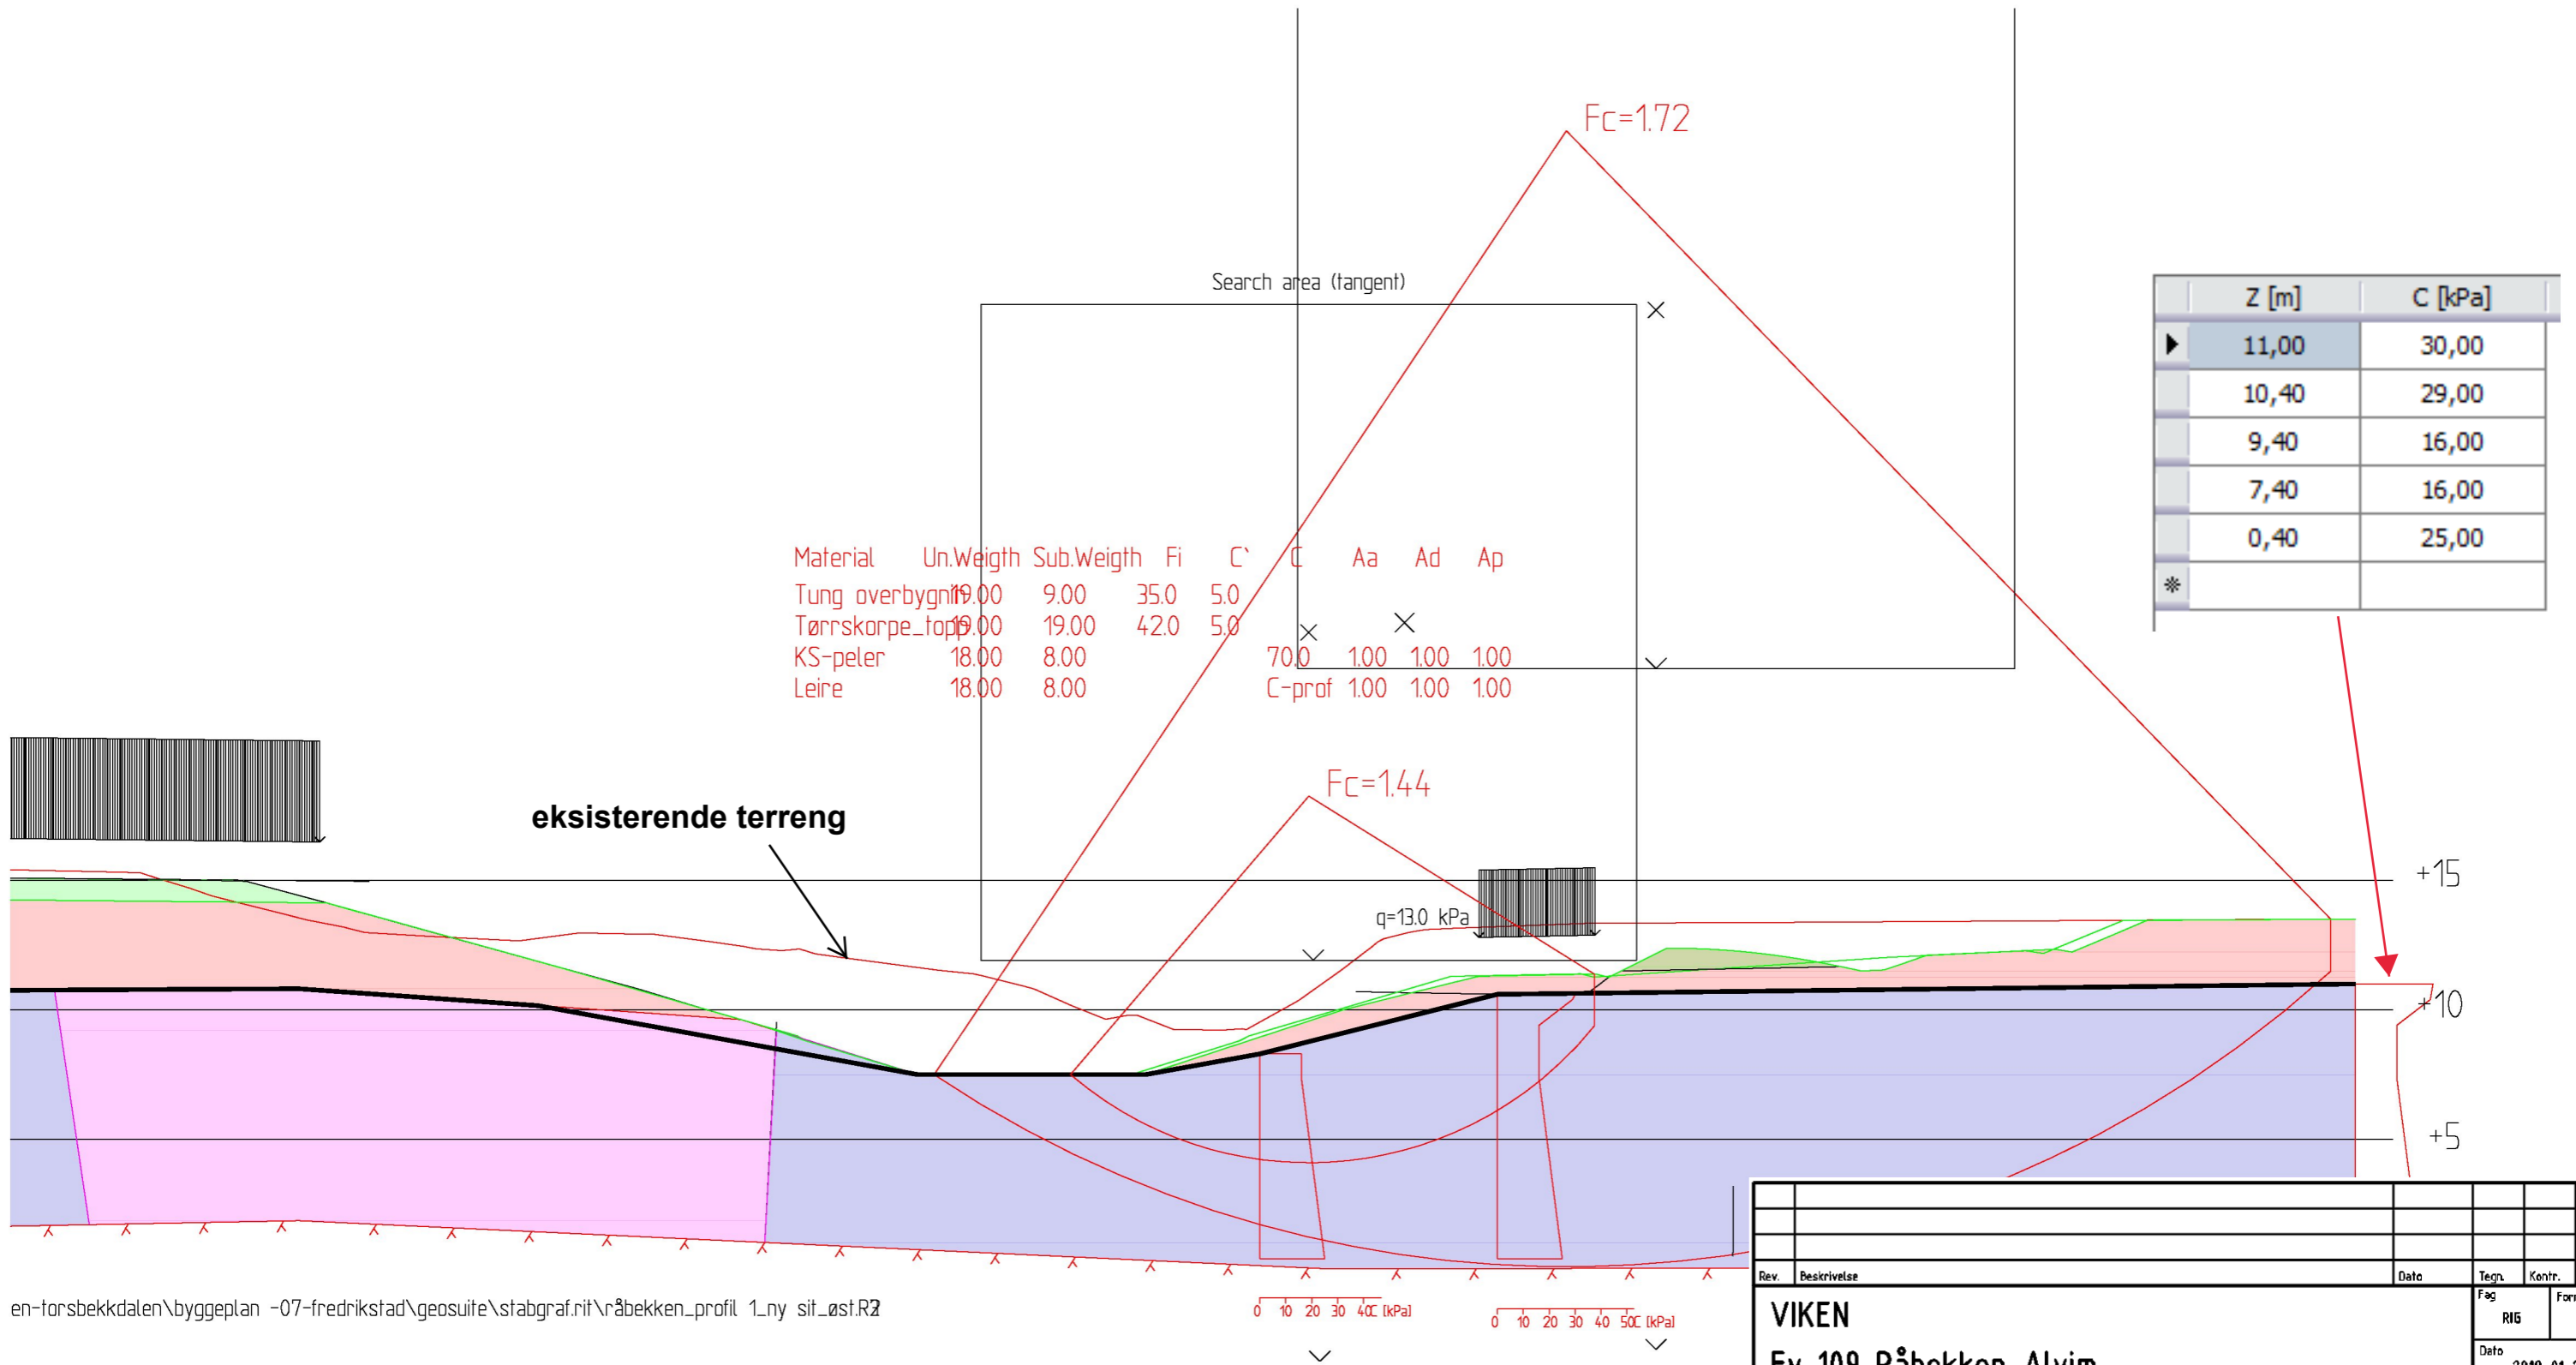 Fc=1.72
Search area (tangent)
Z [m] C [kPa]
11,00 30,00
10,40 29,00
9,40 16,00
7,40 16,00
0,40 25,00
Material Un.Weigth Sub.Weigth Fi C` C Aa Ad Ap
Tung overbygnin 19.00 9.00 35.0 5.0
Tørrskorpe_topp 19.00 19.00 42.0 5.0
KS-peler 18.00 8.00 70.0 1.00 1.00 1.00
Leire 18.00 8.00 C-prof 1.00 1.00 1.00
Fc=1.44
eksisterende terreng
+15
q=13.0 kPa
+10
+5
Rev. Beskrivelse Dato Tegn. Kontr.
en-torsbekkdalen\byggeplan -07-fredrikstad\geosuite\stabgraf.rit\råbekken_profil 1_ny sit_øst.R
0 10 20 30 40 C [kPa]
0 10 20 30 40 50 C [kPa]
VIKEN
Fag
RIG
Fv 109 Råbekken Alvim
Dato